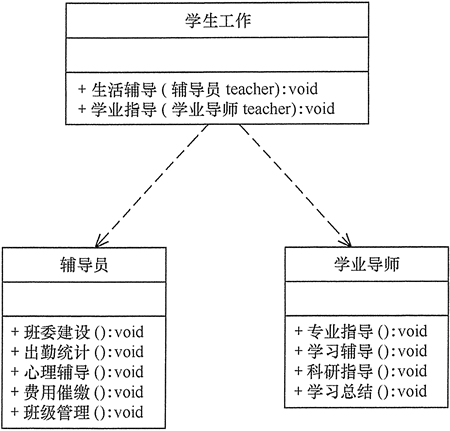 学生工作
+ 生活辅导 ( 辅导员 teacher):void
+ 学业指导 ( 学业导师 teacher):void
辅导员
+ 班委建设 ():void
+ 出勤统计 ():void
+ 心理辅导 ():void
+ 费用催缴 ():void
+ 班级管理 ():void
学业导师
+ 专业指导 ():void
+ 学习辅导 ():void
+ 科研指导 ():void
+ 学习总结 ():void